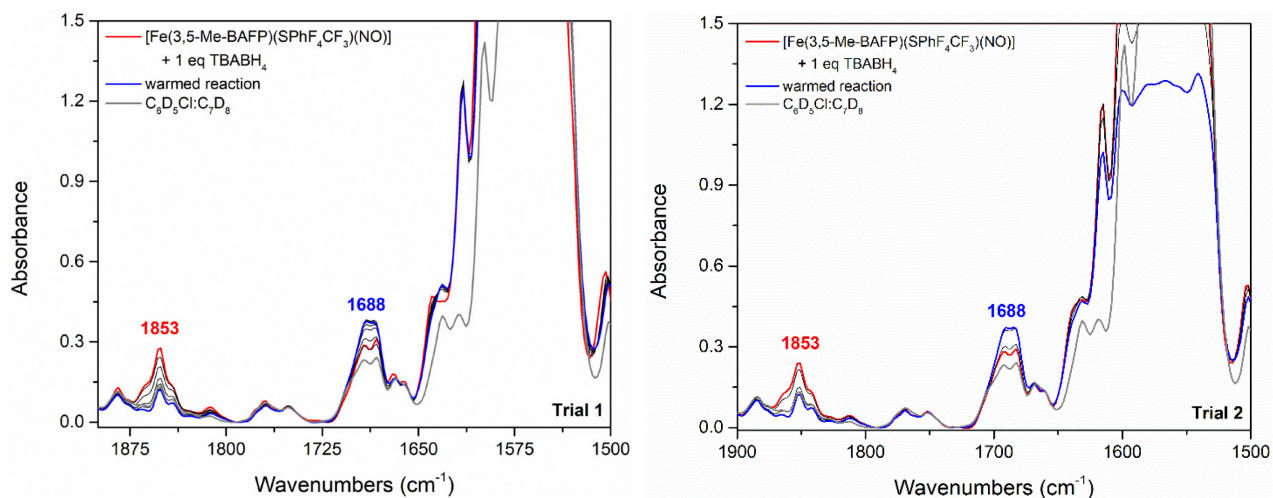 1.5
1.2
0.9
0.6
0.3
0.0
Absorbance
[Fe(3,5-Me-BAFP)(SPhF₄CF₃)(NO)]
+ 1 eq TBABH₄
warmed reaction
C₆D₅Cl:C₇D₈
1853
1688
Trial 1
1875 1800 1725 1650 1575 1500
Wavenumbers (cm⁻¹)
1.5
1.2
0.9
0.6
0.3
0.0
Absorbance
[Fe(3,5-Me-BAFP)(SPhF₄CF₃)(NO)]
+ 1 eq TBABH₄
warmed reaction
C₆D₅Cl:C₇D₈
1853
1688
Trial 2
1900 1800 1700 1600 1500
Wavenumbers (cm⁻¹)